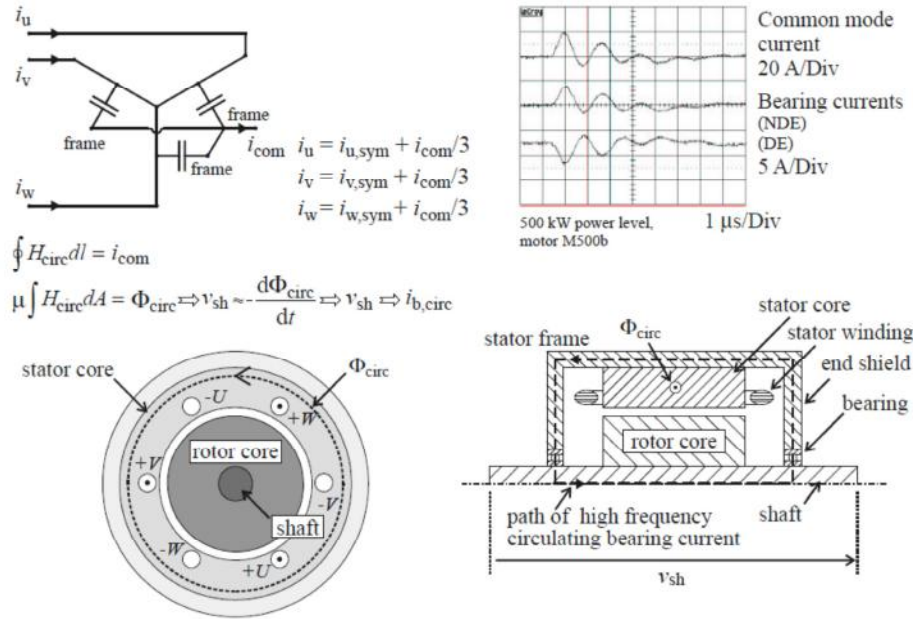 i_u
i_v
frame
frame
frame
i_com
i_w
i_u = i_u,sym + i_com/3
i_v = i_v,sym + i_com/3
i_w = i_w,sym + i_com/3
Common mode
current
20 A/Div
Bearing currents
(NDE)
(DE)
5 A/Div
500 kW power level,
motor M500b
1 µs/Div
∮ H_circ dl = i_com
µ∫ H_circ dA = Φ_circ ⇒ v_sh ≈ - dΦ_circ/dt ⇒ v_sh ⇒ i_b,circ
stator core
Φ_circ
-U
+W
rotor core
+V
-V
shaft
-W
+U
stator core
Φ_circ
stator winding
stator frame
end shield
bearing
rotor core
path of high frequency
circulating bearing current
shaft
v_sh